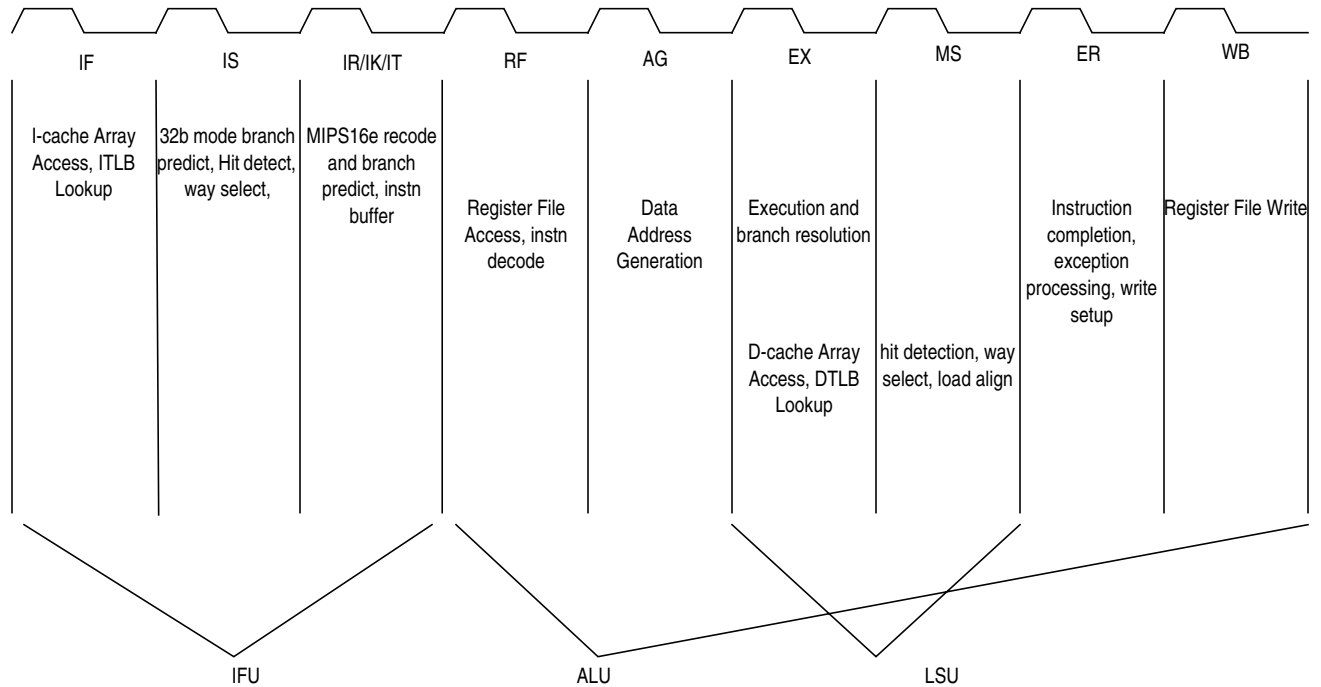 IF
IS
IR/IK/IT
RF
AG
EX
MS
ER
WB
I-cache Array
Access, ITLB
Lookup
32b mode branch
predict, Hit detect,
way select,
MIPS16e recode
and branch
predict, instn
buffer
Register File
Access, instn
decode
Data
Address
Generation
Execution and
branch resolution
D-cache Array
Access, DTLB
Lookup
hit detection, way
select, load align
Instruction
completion,
exception
processing, write
setup
Register File Write
IFU
ALU
LSU